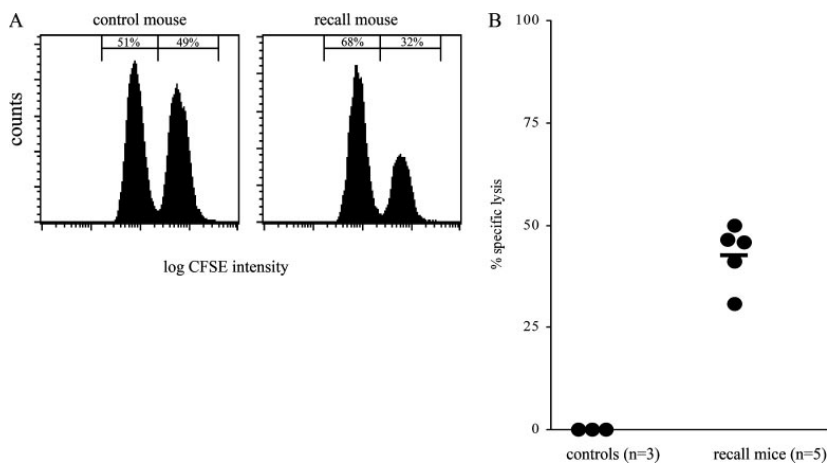 A
control mouse
recall mouse
51% 49%
68% 32%
counts
log CFSE intensity
B
% specific lysis
100
75
50
25
0
controls (n=3)
recall mice (n=5)